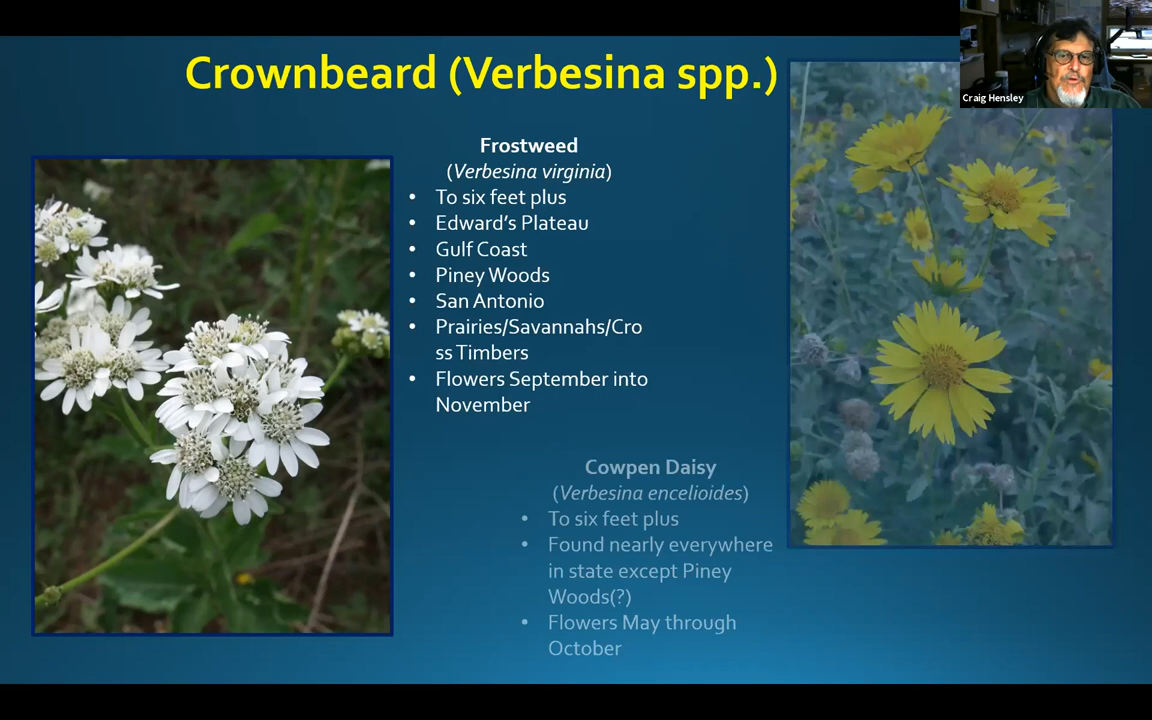 Crownbeard (Verbesina spp.)
Craig Hensley
Frostweed
(Verbesina virginia)
• To six feet plus
• Edward's Plateau
• Gulf Coast
• Piney Woods
• San Antonio
• Prairies/Savannahs/Cro
ss Timbers
• Flowers September into
November
Cowpen Daisy
(Verbesina encelioides)
• To six feet plus
• Found nearly everywhere
in state except Piney
Woods(?)
• Flowers May through
October